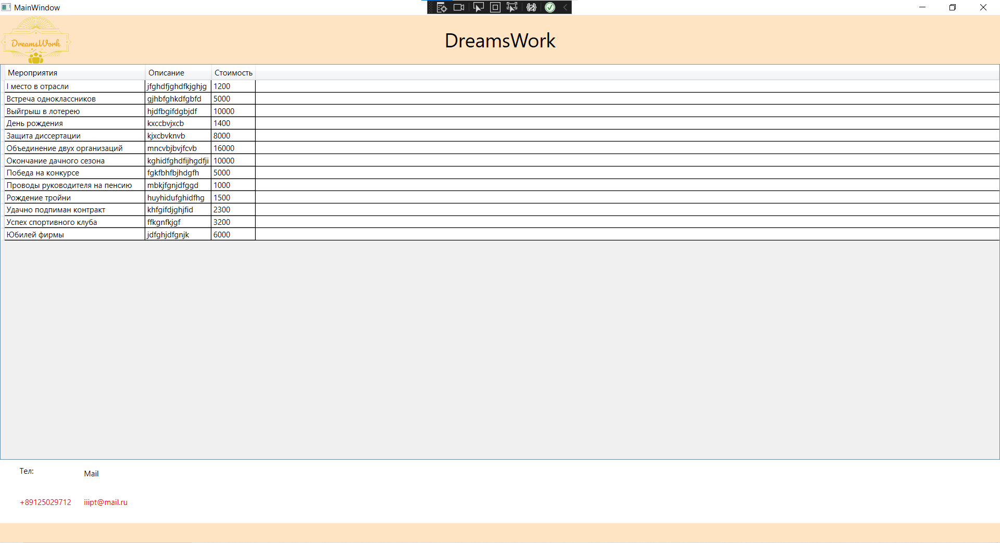 MainWindow
DreamsWork
DreamsWork
Мероприятия Описание Стоимость
I место в отрасли jfghdfjghdfkjghjg 1200
Встреча одноклассников gjhbfghkdfgbfd 5000
Выйгрыш в лотерею hjdfbgifdgbjdf 10000
День рождения kxccbvjxcb 1400
Защита диссертации kjxcbvknvb 8000
Объединение двух организаций mncvbjbvjfcvb 16000
Окончание дачного сезона kghidfghdfijhgdfji 10000
Победа на конкурсе fgkfbhfbjhdgfh 5000
Проводы руководителя на пенсию mbkjfgnjdfggd 1000
Рождение тройни huyhidufghidfhg 1500
Удачно подпиман контракт khfgifdjghjfid 2300
Успех спортивного клуба ffkgnfkjgf 3200
Юбилей фирмы jdfghjdfgnjk 6000
Тел: Mail
+89125029712 iiipt@mail.ru